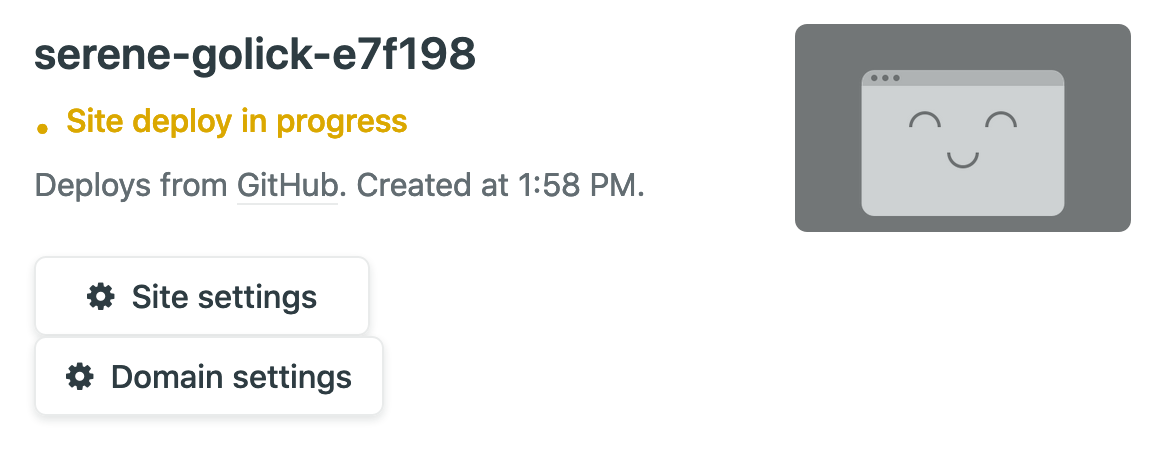 serene-golick-e7f198
Site deploy in progress
Deploys from GitHub. Created at 1:58 PM.
Site settings
Domain settings